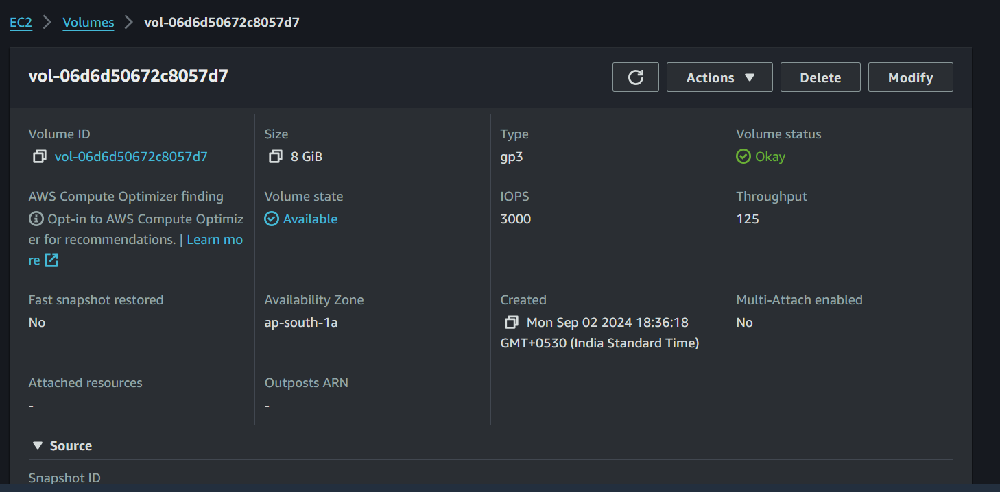 EC2 > Volumes > vol-06d6d50672c8057d7
vol-06d6d50672c8057d7
Actions ▼ Delete Modify
Volume ID
vol-06d6d50672c8057d7
Size
8 GiB
Type
gp3
Volume status
Okay
AWS Compute Optimizer finding
Opt-in to AWS Compute Optimiz
er for recommendations. | Learn mo
re
Volume state
Available
IOPS
3000
Throughput
125
Fast snapshot restored
No
Availability Zone
ap-south-1a
Created
Mon Sep 02 2024 18:36:18
GMT+0530 (India Standard Time)
Multi-Attach enabled
No
Attached resources
-
Outposts ARN
-
▼ Source
Snapshot ID